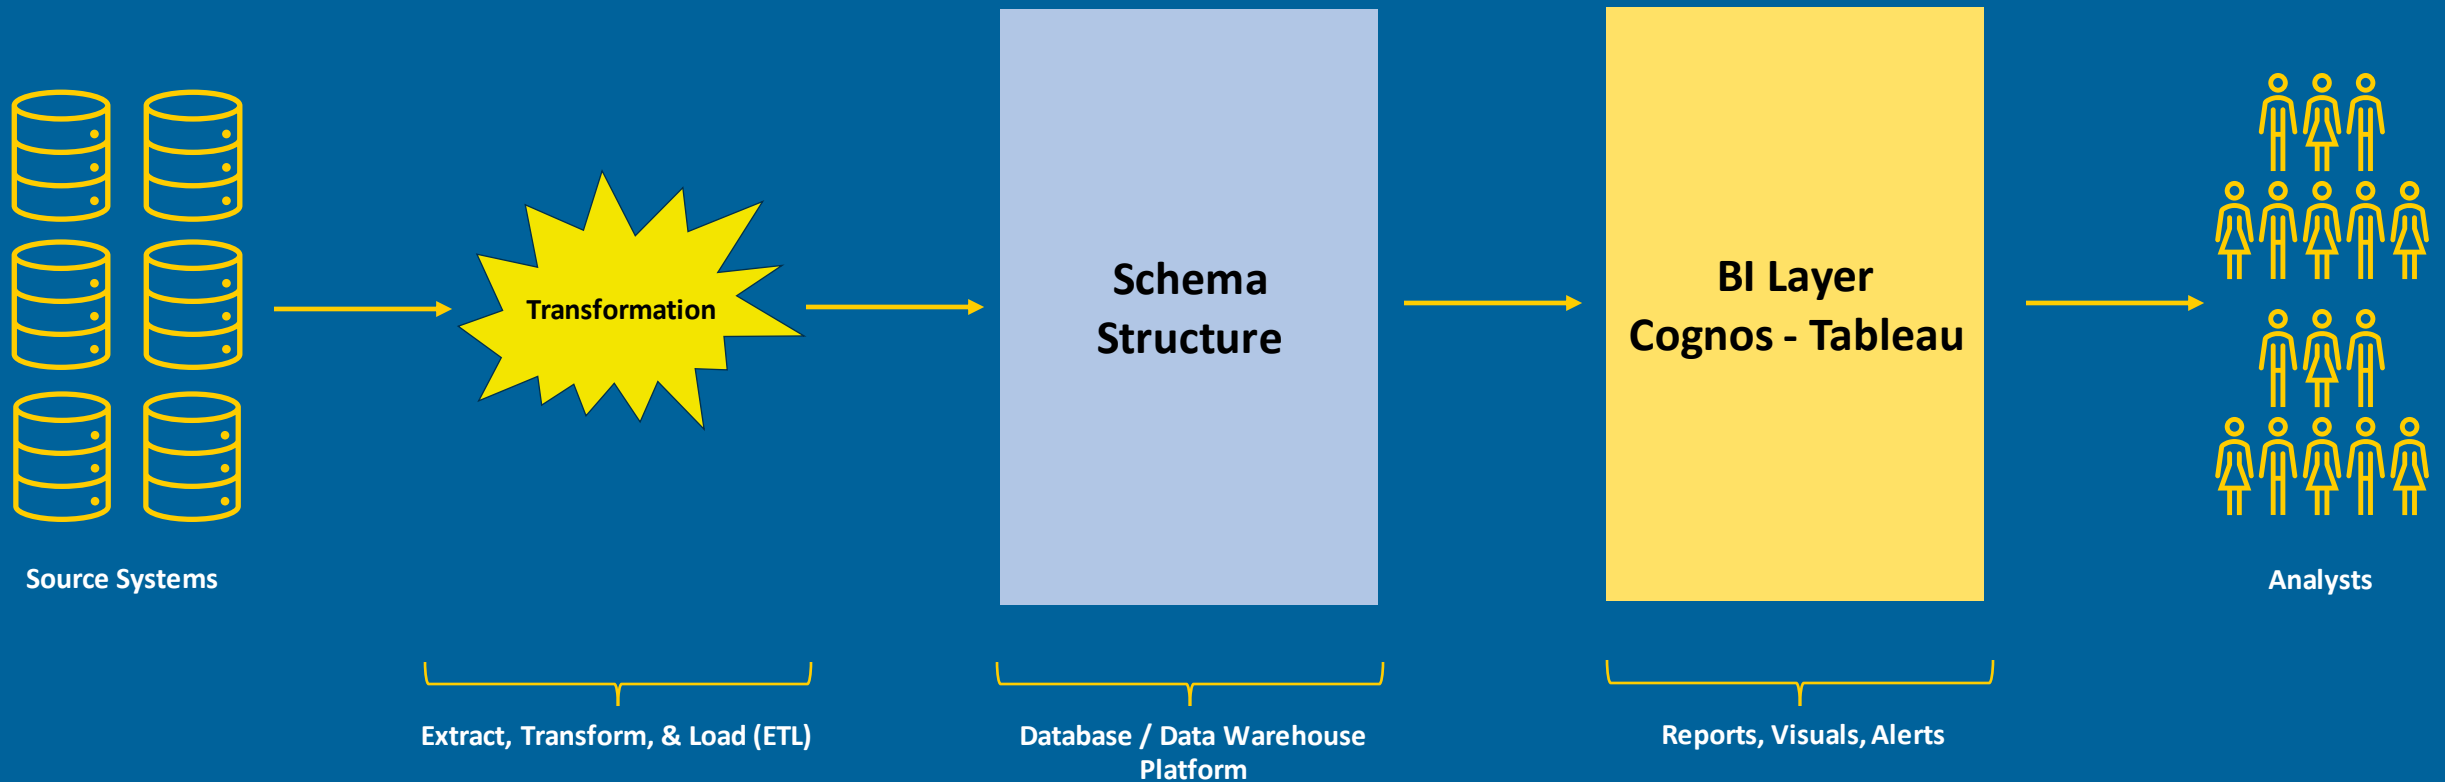 Source Systems
Transformation
Extract, Transform, & Load (ETL)
Schema
Structure
Database / Data Warehouse
Platform
BI Layer
Cognos - Tableau
Reports, Visuals, Alerts
Analysts